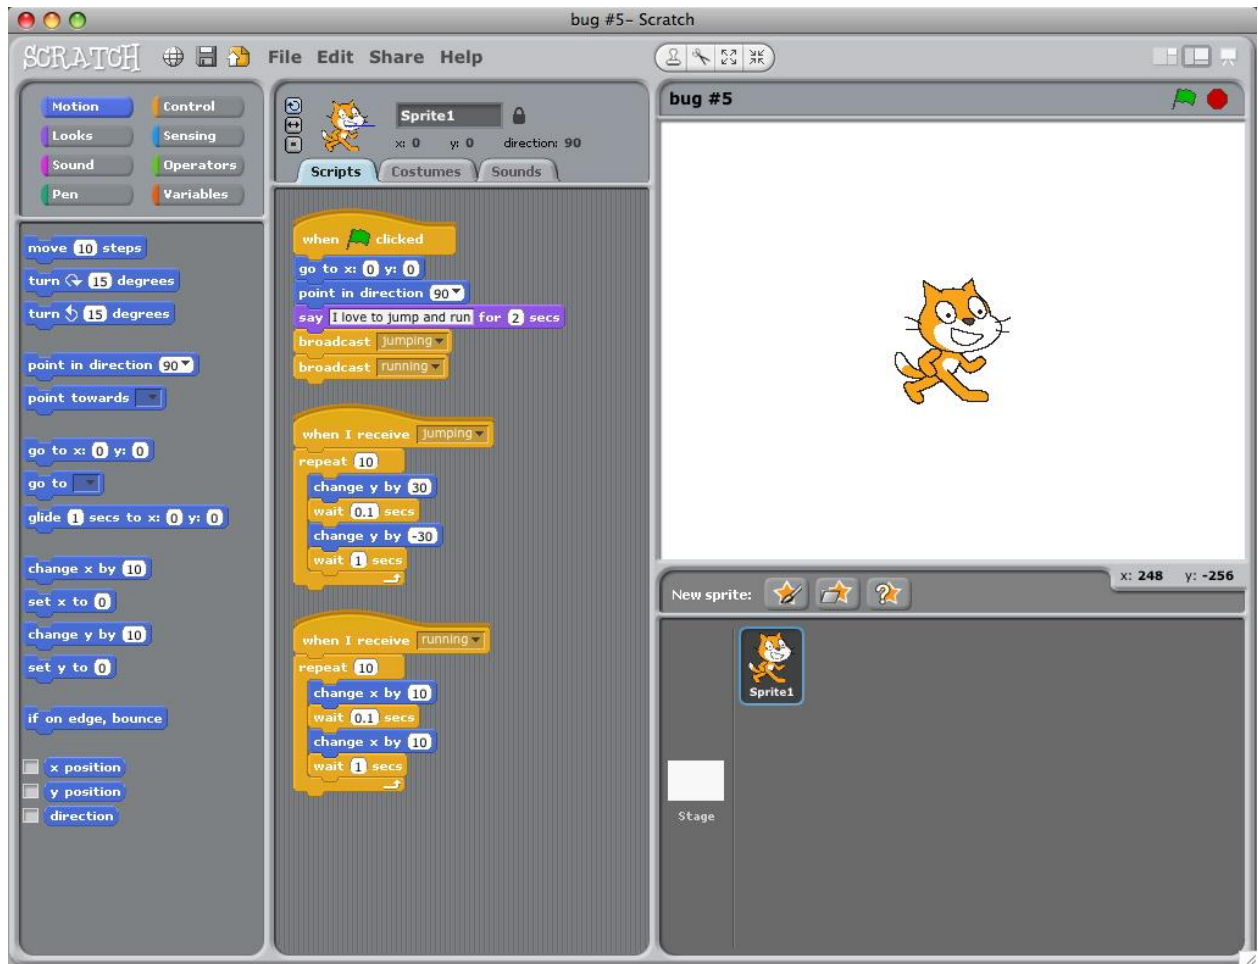 bug #5– Scratch
SCRATCH File Edit Share Help
Motion Control
Looks Sensing
Sound Operators
Pen Variables
move 10 steps
turn 15 degrees
turn 15 degrees
point in direction 90
point towards
go to x: 0 y: 0
go to
glide 1 secs to x: 0 y: 0
change x by 10
set x to 0
change y by 10
set y to 0
if on edge, bounce
x position
y position
direction
Sprite1
x: 0 y: 0 direction: 90
Scripts Costumes Sounds
when clicked
go to x: 0 y: 0
point in direction 90
say I love to jump and run for 2 secs
broadcast jumping
broadcast running
when I receive jumping
repeat 10
change y by 30
wait 0.1 secs
change y by -30
wait 1 secs
when I receive running
repeat 10
change x by 10
wait 0.1 secs
change x by 10
wait 1 secs
bug #5
x: 248 y: -256
New sprite:
Sprite1
Stage